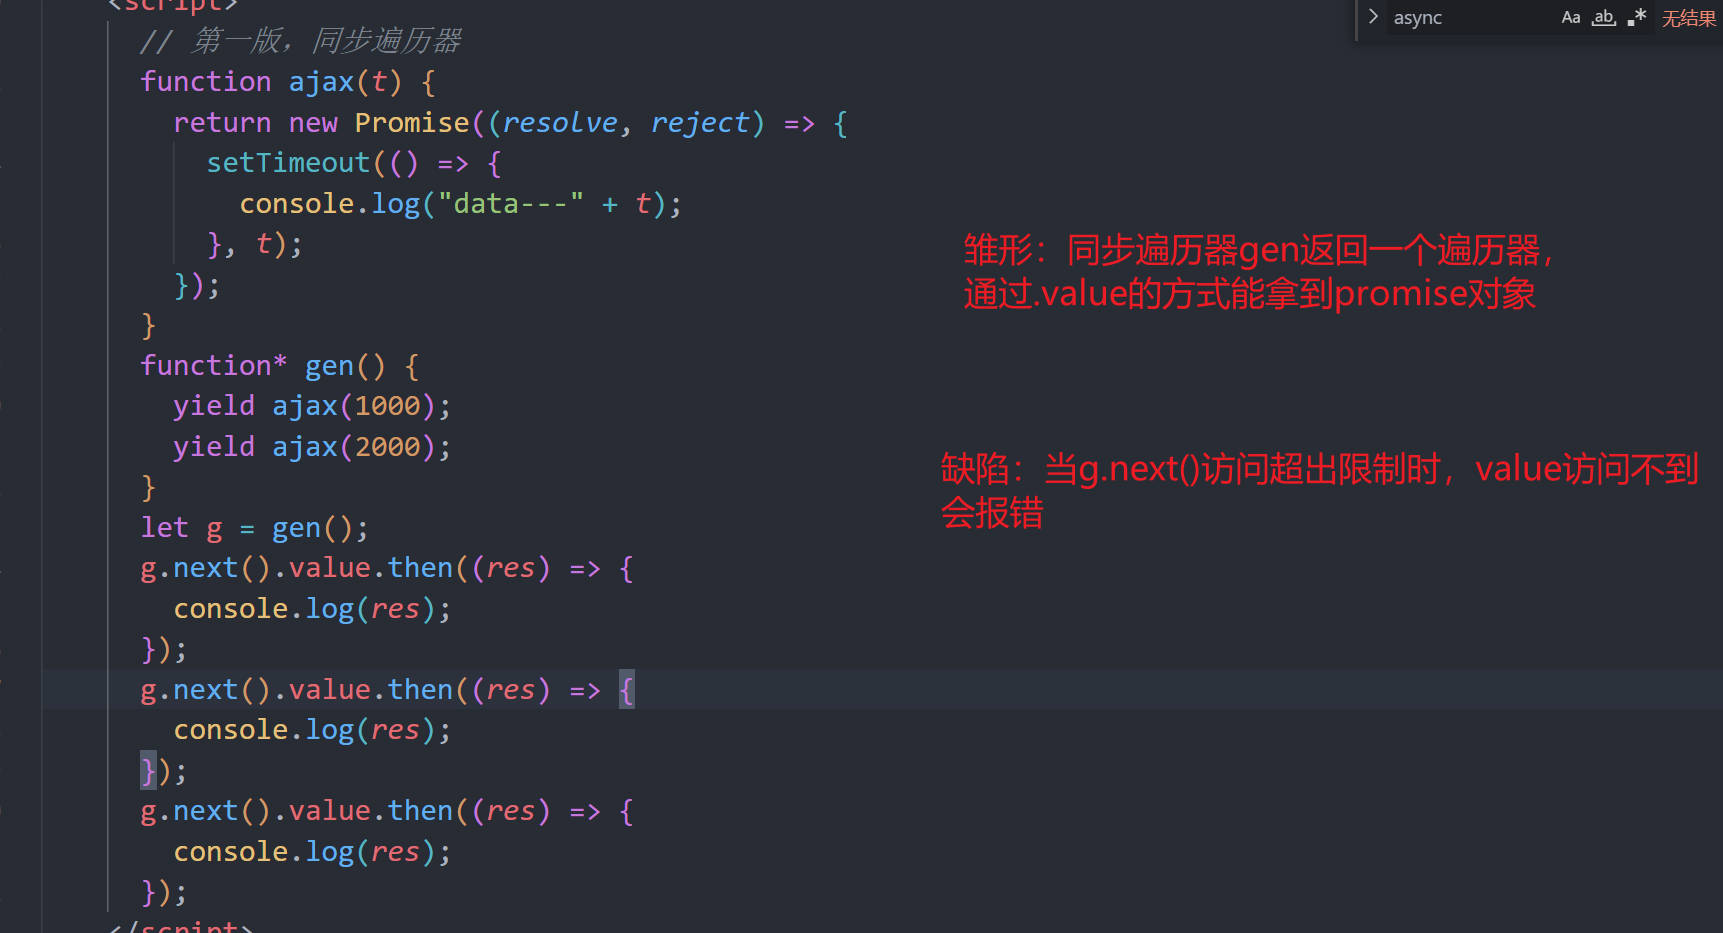 <script>
async
Aa
ab
.*
无结果
// 第一版，同步遍历器
function ajax(t) {
return new Promise((resolve, reject) => {
setTimeout(() => {
console.log("data---" + t);
}, t);
});
}
function* gen() {
yield ajax(1000);
yield ajax(2000);
}
let g = gen();
g.next().value.then((res) => {
console.log(res);
});
g.next().value.then((res) => {
console.log(res);
});
g.next().value.then((res) => {
console.log(res);
});
</script>
雏形：同步遍历器gen返回一个遍历器，
通过.value的方式能拿到promise对象
缺陷：当g.next()访问超出限制时，value访问不到
会报错